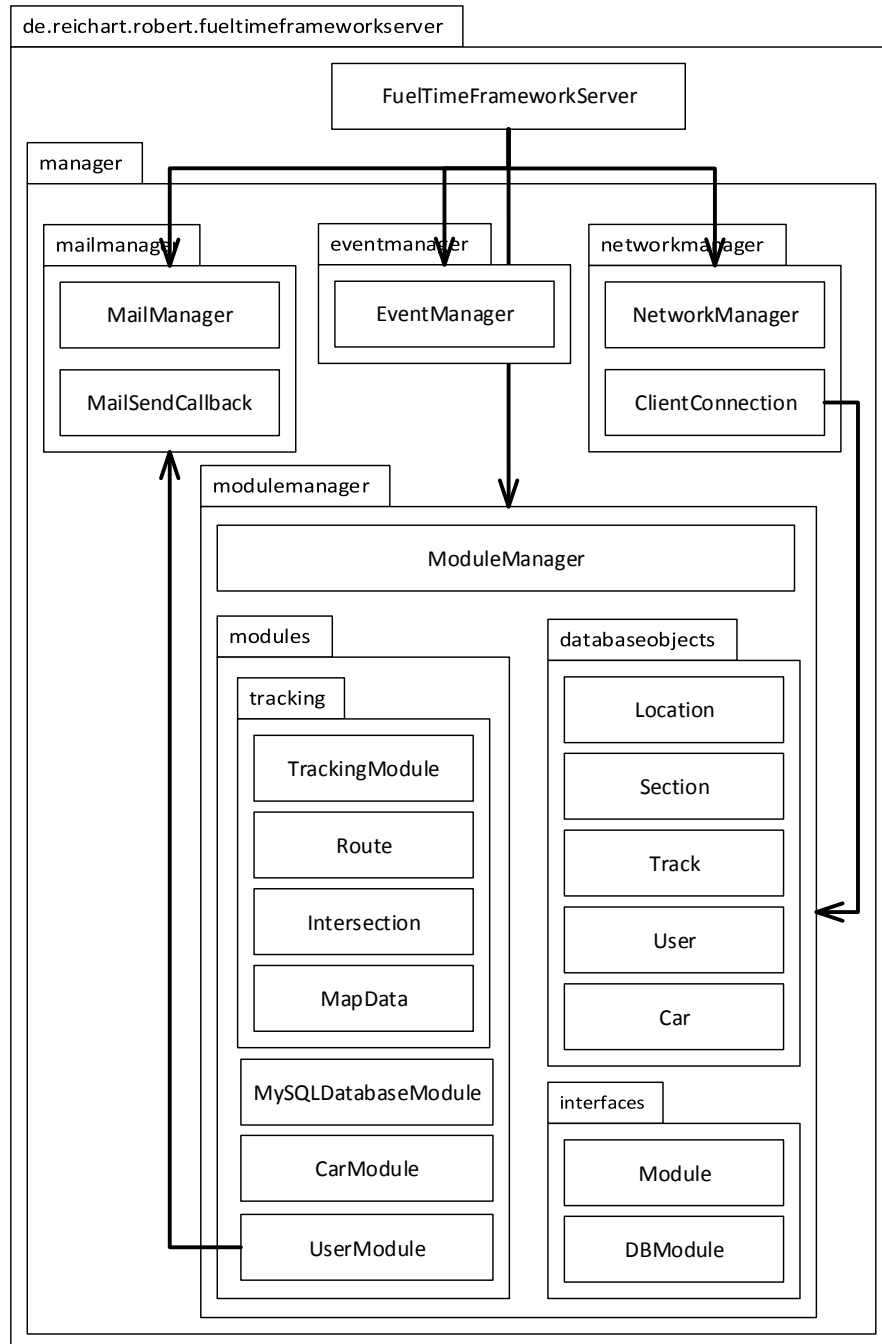 de.reichart.robert.fueltimeframeworkserver
FuelTimeFrameworkServer
manager
mailmanager
MailManager
MailSendCallback
eventmanager
EventManager
networkmanager
NetworkManager
ClientConnection
modulemanager
ModuleManager
modules
tracking
TrackingModule
Route
Intersection
MapData
MySQLDatabaseModule
CarModule
UserModule
databaseobjects
Location
Section
Track
User
Car
interfaces
Module
DBModule